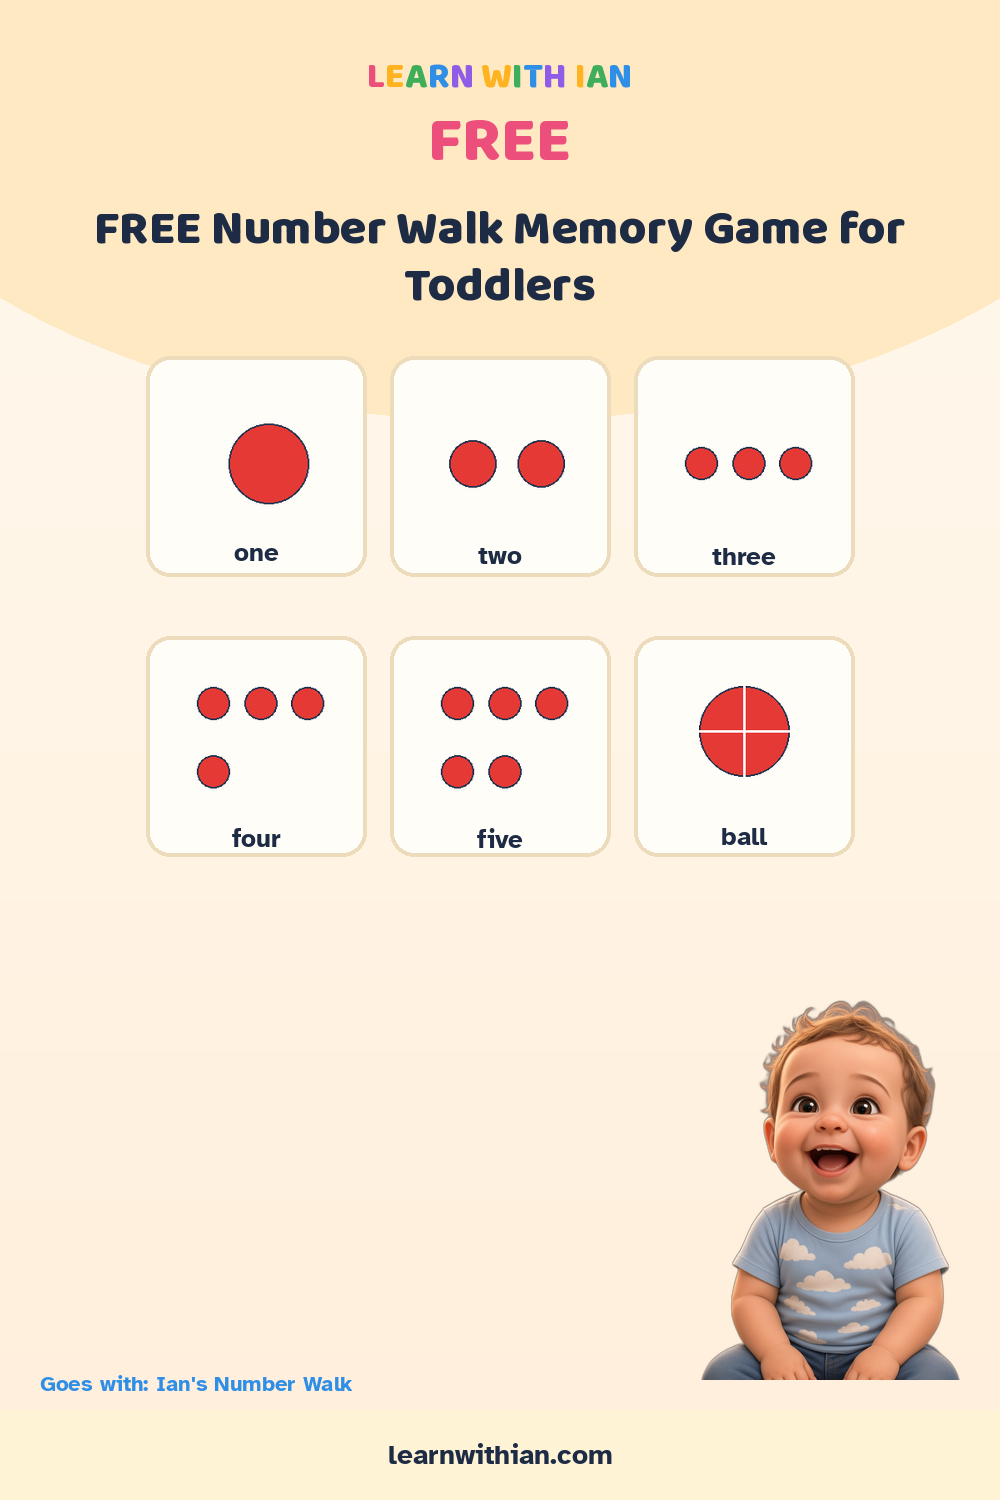 LEARN WITH IAN
FREE
FREE Number Walk Memory Game for
Toddlers
one
two
three
four
five
ball
Goes with: Ian's Number Walk
learnwithian.com